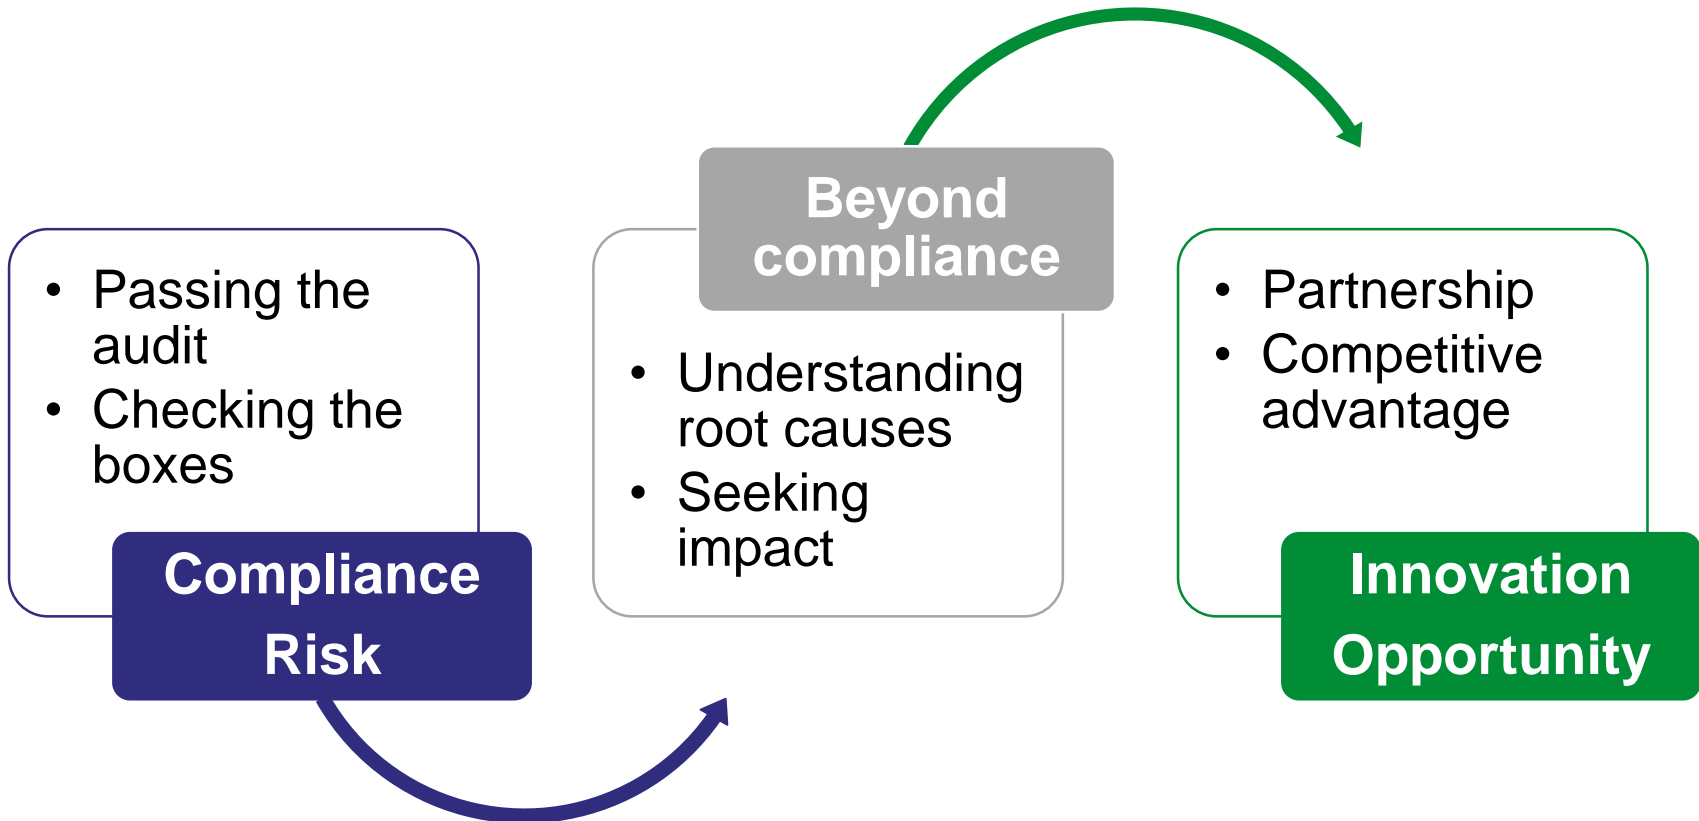 • Passing the
audit
• Checking the
boxes
Compliance
Risk
Beyond
compliance
• Understanding
root causes
• Seeking
impact
• Partnership
• Competitive
advantage
Innovation
Opportunity